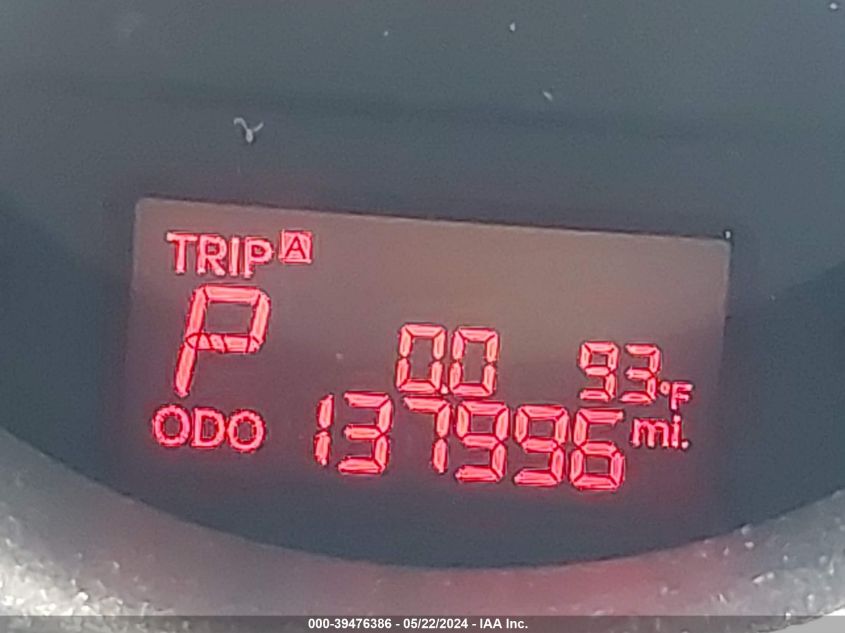 TRIP A
P 0.0 93°F
ODO 137996 mi.
000-39476386 - 05/22/2024 - IAA Inc.